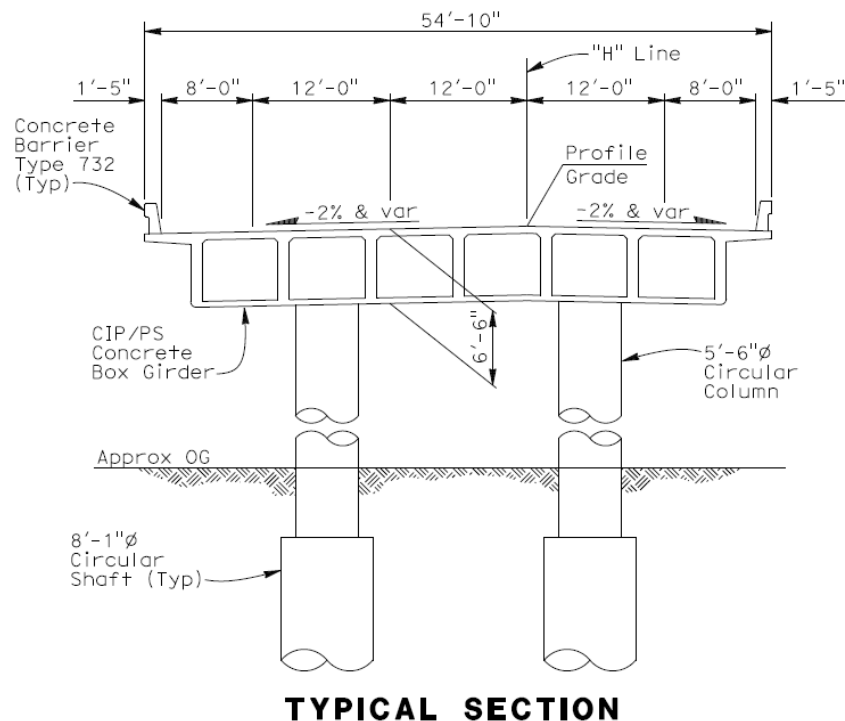 54'-10"
"H" Line
1'-5"
8'-0"
12'-0"
12'-0"
12'-0"
8'-0"
1'-5"
Concrete
Barrier
Type 732
(Typ)
Profile
Grade
-2% & var
-2% & var
6'-6"
CIP/PS
Concrete
Box Girder
5'-6"ø
Circular
Column
Approx OG
8'-1"ø
Circular
Shaft (Typ)
TYPICAL SECTION